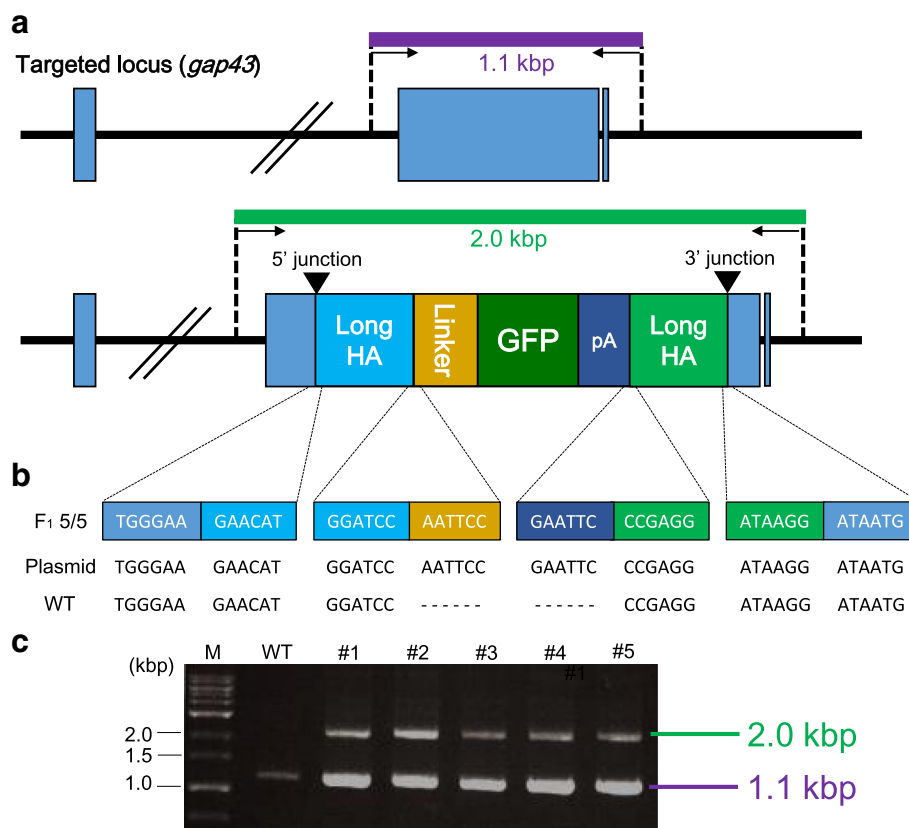 a
Targeted locus (gap43)
1.1 kbp
2.0 kbp
5’ junction
3’ junction
Long HA
Linker
GFP
pA
Long HA
b
F1 5/5 TGGGAA GAACAT GGATCC AATTCC GAATTC CCGAGG ATAAGG ATAATG
Plasmid TGGGAA GAACAT GGATCC AATTCC GAATTC CCGAGG ATAAGG ATAATG
WT TGGGAA GAACAT GGATCC - - - - - - - - - - - - CCGAGG ATAAGG ATAATG
c
(kbp) M WT #1 #2 #3 #4 #5
#1
2.0
1.5
1.0
2.0 kbp
1.1 kbp